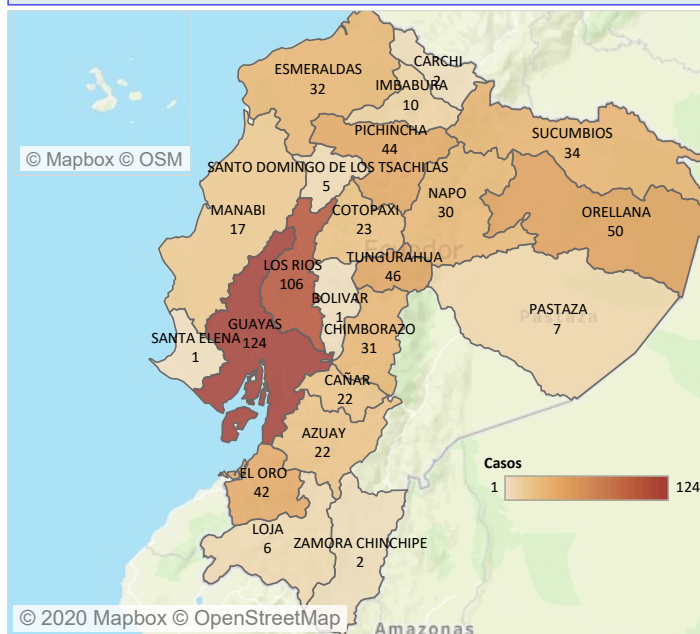 ESMERALDAS
32
CARCHI
2
IMBABURA
10
PICHINCHA
44
SUCUMBIOS
34
© Mapbox © OSM
SANTO DOMINGO DE LOS TSACHILAS
5
NAPO
30
MANABI
17
COTOPAXI
23
ORELLANA
50
Ecuador
TUNGURAHUA
46
LOS RIOS
106
BOLIVAR
1
PASTAZA
7
Pastaza
GUAYAS
124
CHIMBORAZO
31
SANTA ELENA
1
CAÑAR
22
AZUAY
22
Casos
1
124
EL ORO
42
LOJA
6
ZAMORA CHINCHIPE
2
© 2020 Mapbox © OpenStreetMap
Amazonas